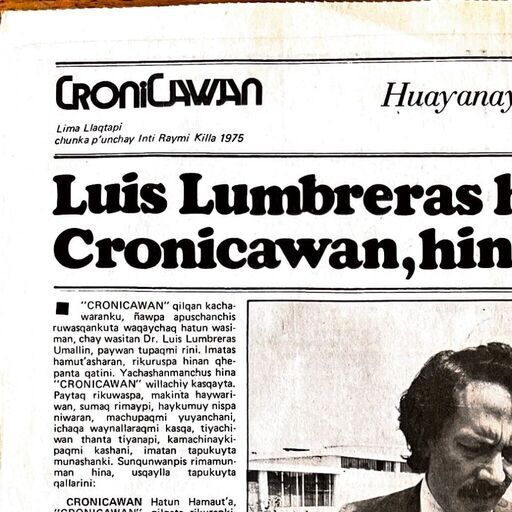 CRONICAWAN
Huayanay
Lima Llaqtapi
chunka p'unchay Inti Raymi Killa 1975
Luis Lumbreras
Cronicawan, hin
■ "CRONICAWAN" qilqan kacha-
waranku, ñawpa apuschanchis
ruwasqankuta waqaychaq hatun wasi-
man, chay wasitan Dr. Luis Lumbreras
Umallin, paywan tupaqmi rini. Imatas
hamut'asharan, rikuruspa hinan qhe-
panta qatini. Yachashanmanchus hina
"CRONICAWAN" willachiy kasqayta.
Paytaq rikuwaspa, makinta haywari-
wan, sumaq rimaypi, haykumuy nispa
niwaran, machupaqmi yuyanchani,
ichaqa waynallaraqmi kasqa, tiyachi-
wan thanta tiyanapi, kamachinayki-
paqmi kashani, imatan tapukuyta
munashanki. Sunqunwanpis rimamun-
man hina, usqaylla tapukuyta
qallarini:
CRONICAWAN Hatun Hamaut'a,